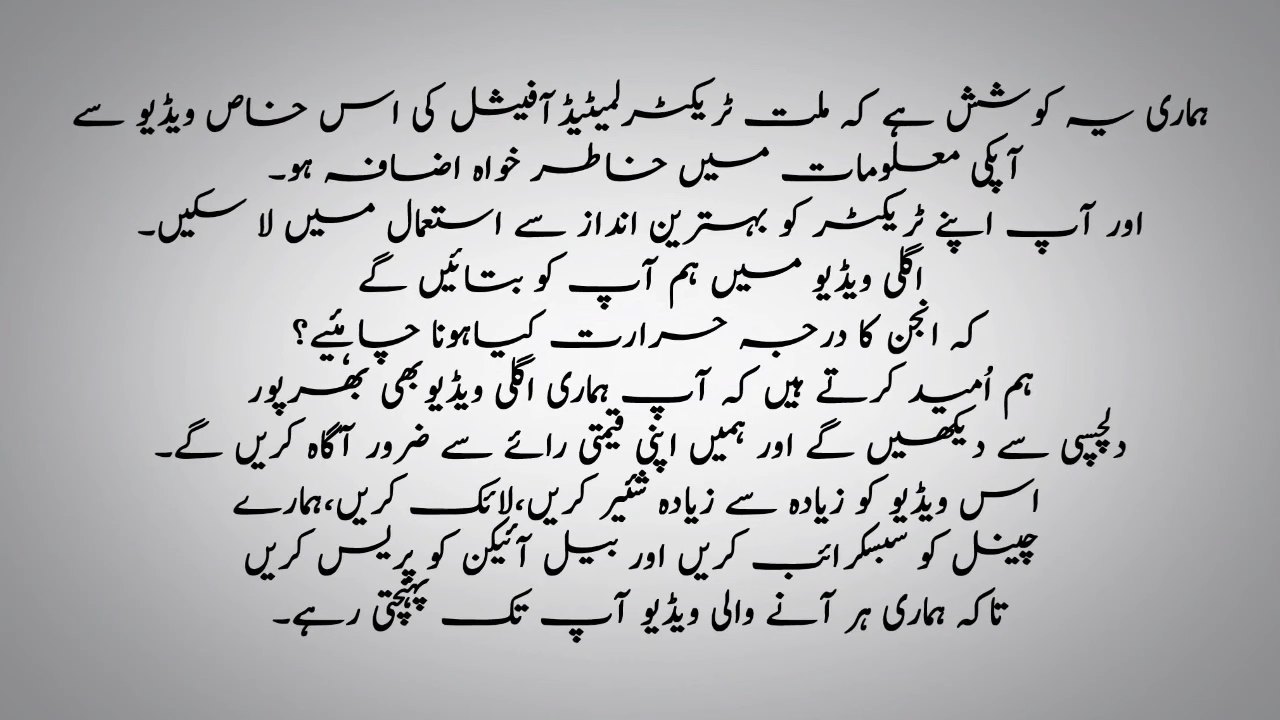 ہماری یہ کوشش ہے کہ ملت ٹریکٹر لمیٹیڈ آفیشل کی اس خاص ویڈیو سے
آپکی معلومات میں خاطر خواہ اضافہ ہو۔
اور آپ اپنے ٹریکٹر کو بہترین انداز سے استعمال میں لا سکیں۔
اگلی ویڈیو میں ہم آپ کو بتائیں گے
کہ انجن کا درجہ حرارت کیاہونا چاہئیے؟
ہم اُمید کرتے ہیں کہ آپ ہماری اگلی ویڈیو بھی بھرپور
دلچسپی سے دیکھیں گے اور ہمیں اپنی قیمتی رائے سے ضرور آگاہ کریں گے۔
اس ویڈیو کو زیادہ سے زیادہ شئیر کریں،لائک کریں،ہمارے
چینل کو سبسکرائب کریں اور بیل آئیکن کو پریس کریں
تاکہ ہماری ہر آنے والی ویڈیو آپ تک پہنچتی رہے۔